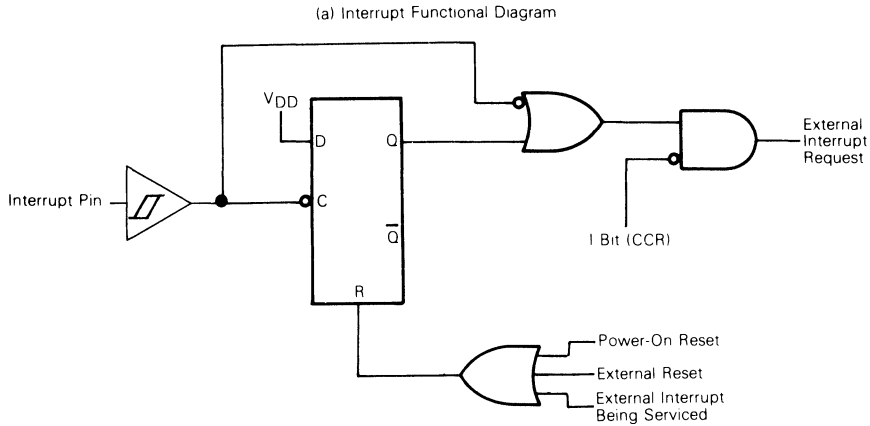 (a) Interrupt Functional Diagram
VDD
D
Q
External
Interrupt
Request
Interrupt Pin
C
Q̅
I Bit (CCR)
R
Power-On Reset
External Reset
External Interrupt
Being Serviced